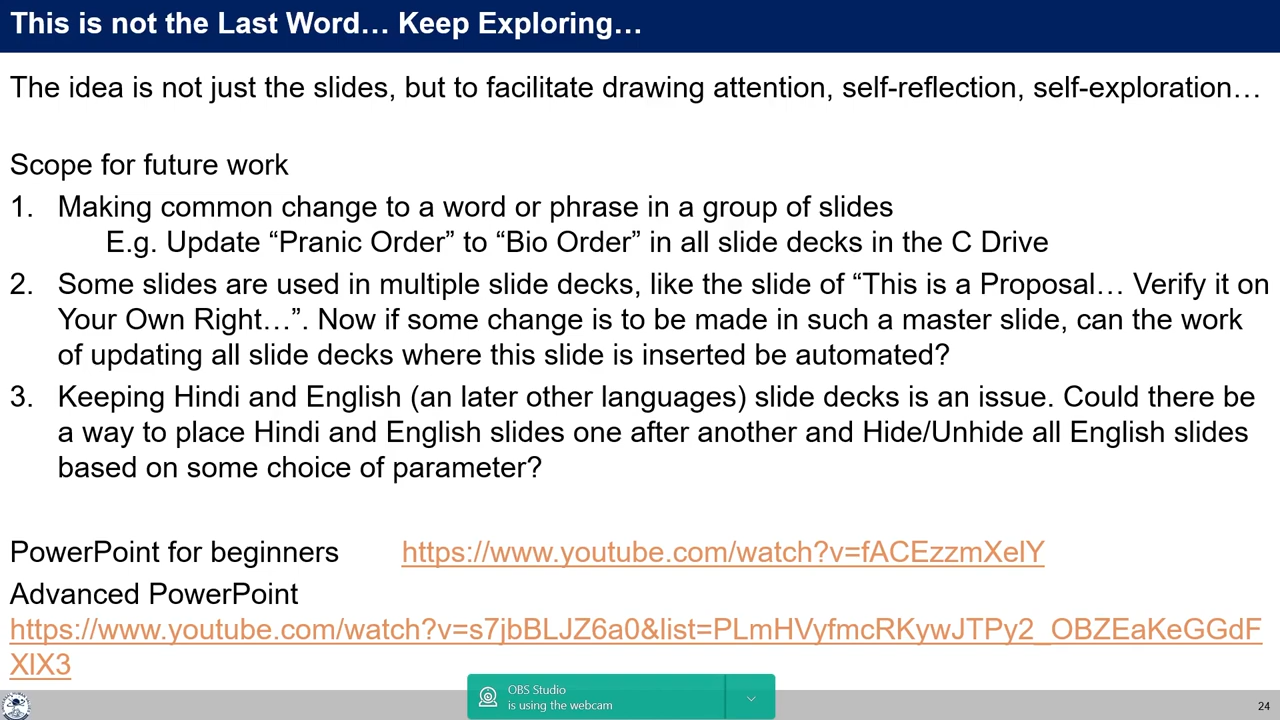 This is not the Last Word… Keep Exploring…
The idea is not just the slides, but to facilitate drawing attention, self-reflection, self-exploration…
Scope for future work
1. Making common change to a word or phrase in a group of slides
E.g. Update “Pranic Order” to “Bio Order” in all slide decks in the C Drive
2. Some slides are used in multiple slide decks, like the slide of “This is a Proposal… Verify it on
Your Own Right…”. Now if some change is to be made in such a master slide, can the work
of updating all slide decks where this slide is inserted be automated?
3. Keeping Hindi and English (an later other languages) slide decks is an issue. Could there be
a way to place Hindi and English slides one after another and Hide/Unhide all English slides
based on some choice of parameter?
PowerPoint for beginners https://www.youtube.com/watch?v=fACEzzmXelY
Advanced PowerPoint
https://www.youtube.com/watch?v=s7jbBLJZ6a0&list=PLmHVyfmcRKywJTPy2_OBZEaKeGGdF
XlX3
OBS Studio
is using the webcam
24